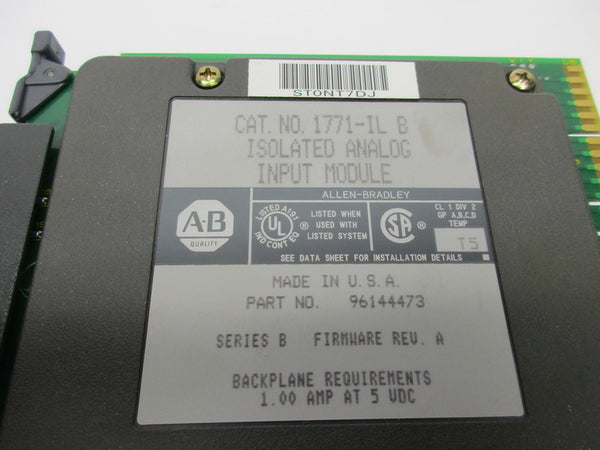 ST0NT7DJ
CAT. NO. 1771-IL B
ISOLATED ANALOG
INPUT MODULE
ALLEN-BRADLEY
A-B
QUALITY
LISTED A191
UL
IND CONT EQ
LISTED WHEN
USED WITH
LISTED SYSTEM
SA
CL 1 DIV 2
GP A,B,C,D
TEMP
T5
SEE DATA SHEET FOR INSTALLATION DETAILS
MADE IN U.S.A.
PART NO. 96144473
SERIES B FIRMWARE REV. A
BACKPLANE REQUIREMENTS
1.00 AMP AT 5 VDC